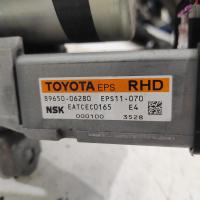 TOYOTA EPS RHD
89650-06280 EPS11-070
NSK EATCEC0165 E4
000100 3528